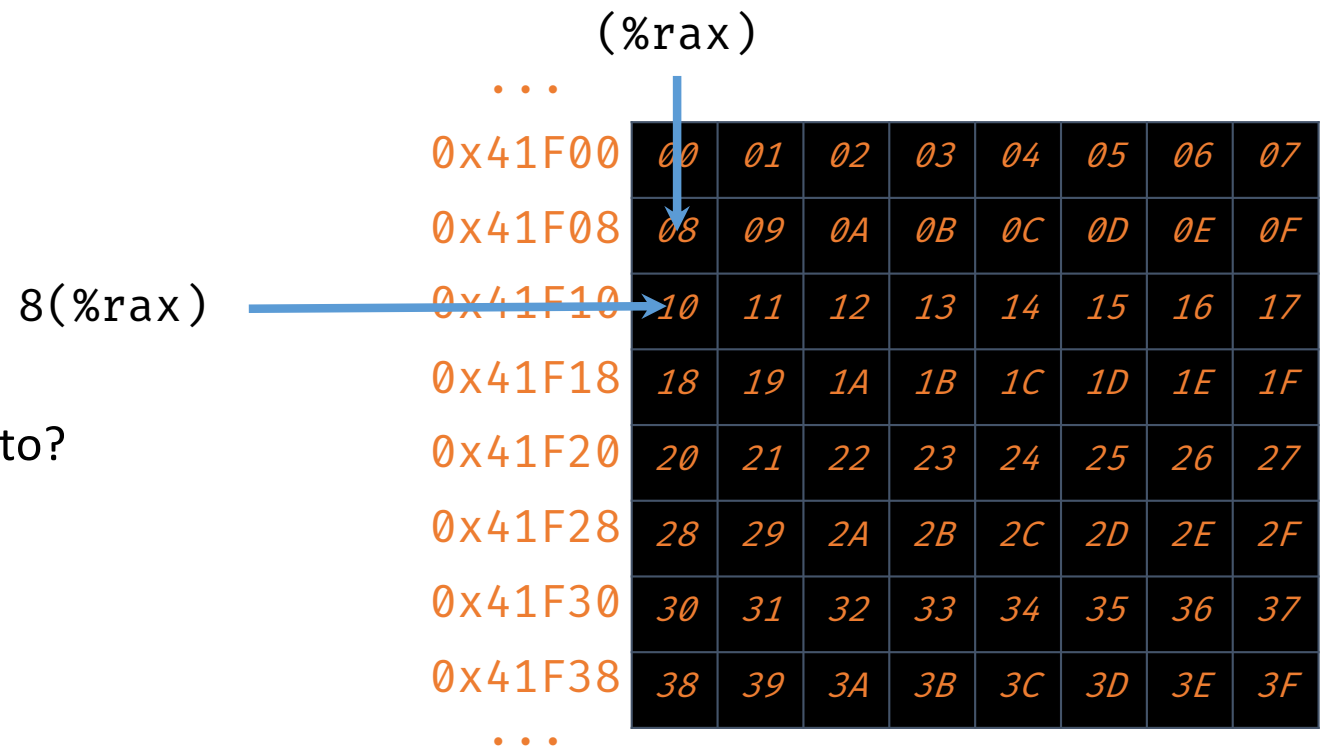 (%rax)
...
0x41F00 00 01 02 03 04 05 06 07
0x41F08 08 09 0A 0B 0C 0D 0E 0F
8(%rax) 0x41F10 10 11 12 13 14 15 16 17
0x41F18 18 19 1A 1B 1C 1D 1E 1F
to?
0x41F20 20 21 22 23 24 25 26 27
0x41F28 28 29 2A 2B 2C 2D 2E 2F
0x41F30 30 31 32 33 34 35 36 37
0x41F38 38 39 3A 3B 3C 3D 3E 3F
...